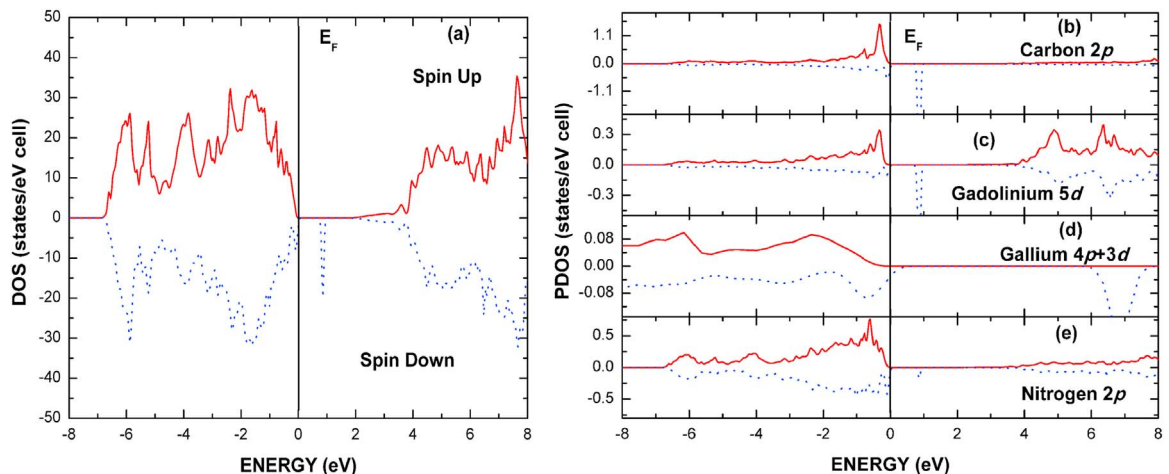 (a)
E_F
Spin Up
Spin Down
DOS (states/eV cell)
50
40
30
20
10
0
-10
-20
-30
-40
-50
-8 -6 -4 -2 0 2 4 6 8
ENERGY (eV)
PDOS (states/eV cell)
(b)
E_F
Carbon 2p
1.1
0.0
-1.1
(c)
Gadolinium 5d
0.3
0.0
-0.3
(d)
Gallium 4p+3d
0.08
0.00
-0.08
(e)
Nitrogen 2p
0.5
0.0
-0.5
-8 -6 -4 -2 0 2 4 6 8
ENERGY (eV)